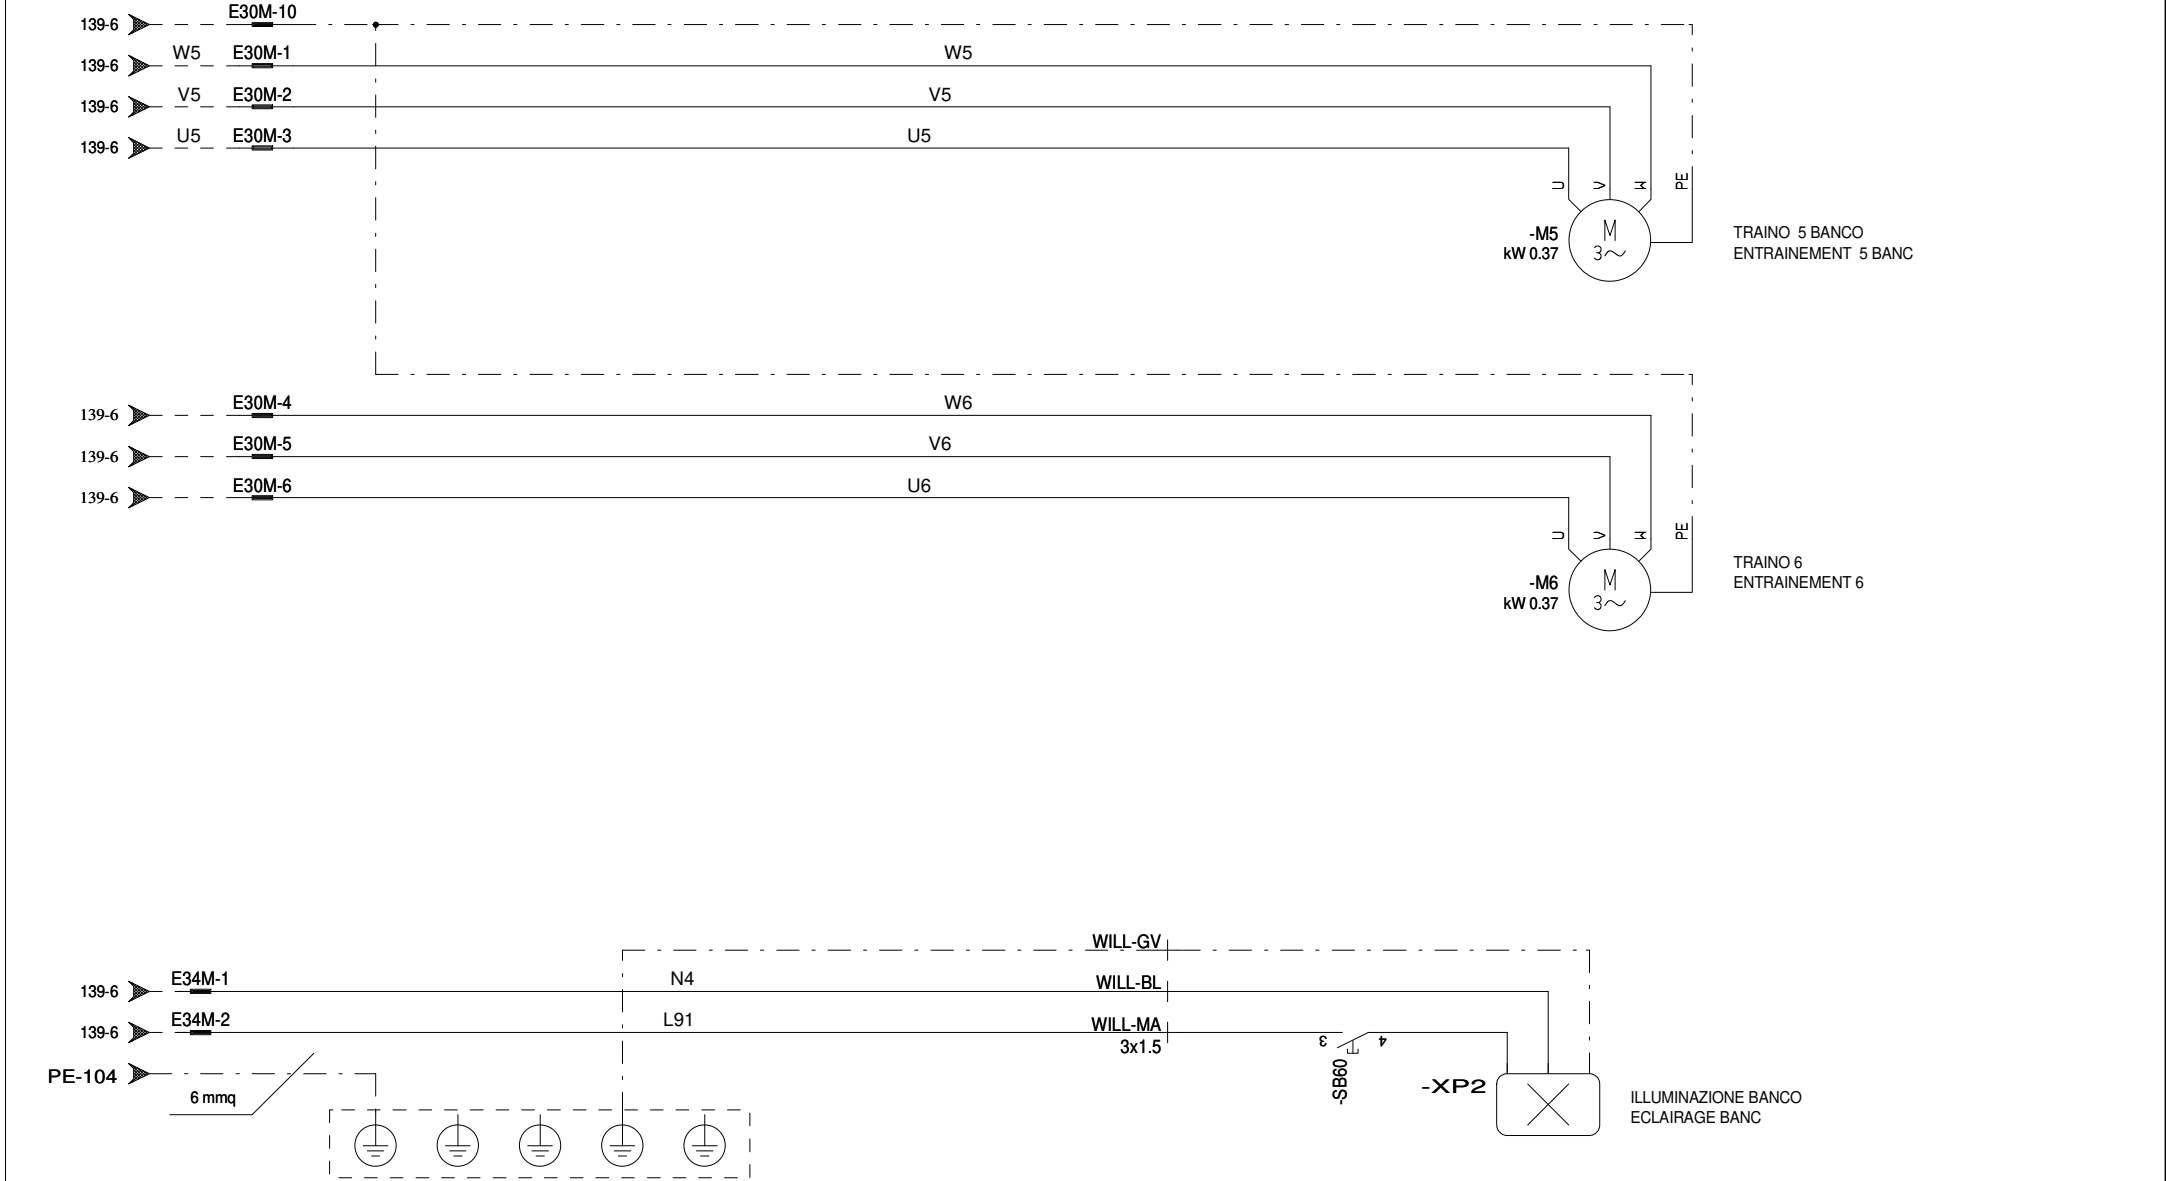 139-6 E30M-10
139-6 W5 E30M-1 W5
139-6 V5 E30M-2 V5
139-6 U5 E30M-3 U5
U V W PE
-M5
kW 0.37
M
3~
TRAINO 5 BANCO
ENTRAINEMENT 5 BANC
139-6 E30M-4 W6
139-6 E30M-5 V6
139-6 E30M-6 U6
U V W PE
-M6
kW 0.37
M
3~
TRAINO 6
ENTRAINEMENT 6
WILL-GV
139-6 E34M-1 N4 WILL-BL
139-6 E34M-2 L91 WILL-MA
3x1.5
3 4
-SB60
PE-104
6 mmq
-XP2
ILLUMINAZIONE BANCO
ECLAIRAGE BANC